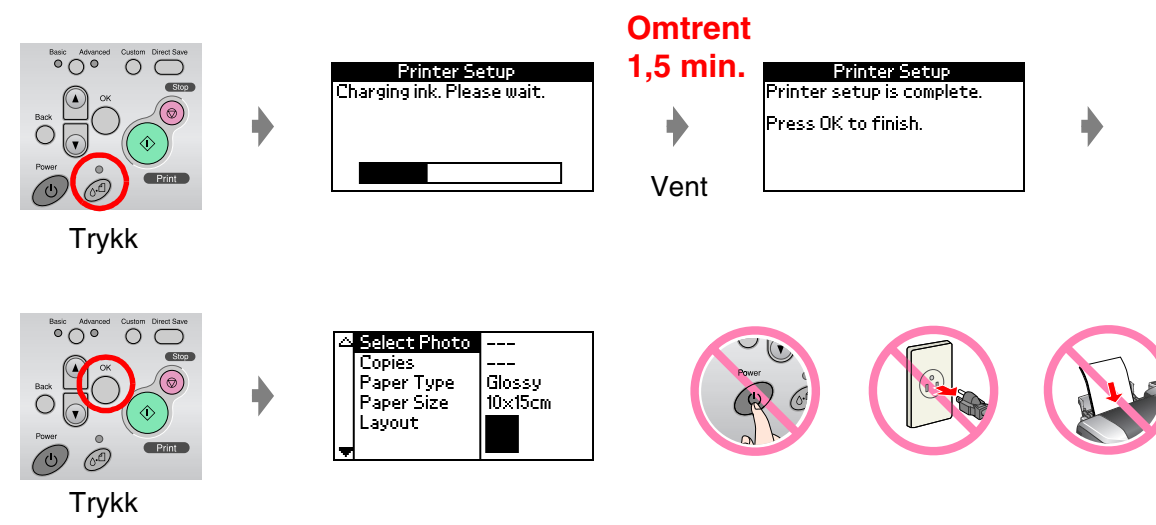 Basic Advanced Custom Direct Save
Stop
OK
Back
Power
Print
Trykk
Printer Setup
Charging ink. Please wait.
Omtrent
1,5 min.
Vent
Printer Setup
Printer setup is complete.
Press OK to finish.
Basic Advanced Custom Direct Save
Stop
OK
Back
Power
Print
Trykk
Select Photo ---
Copies ---
Paper Type Glossy
Paper Size 10x15cm
Layout
Power